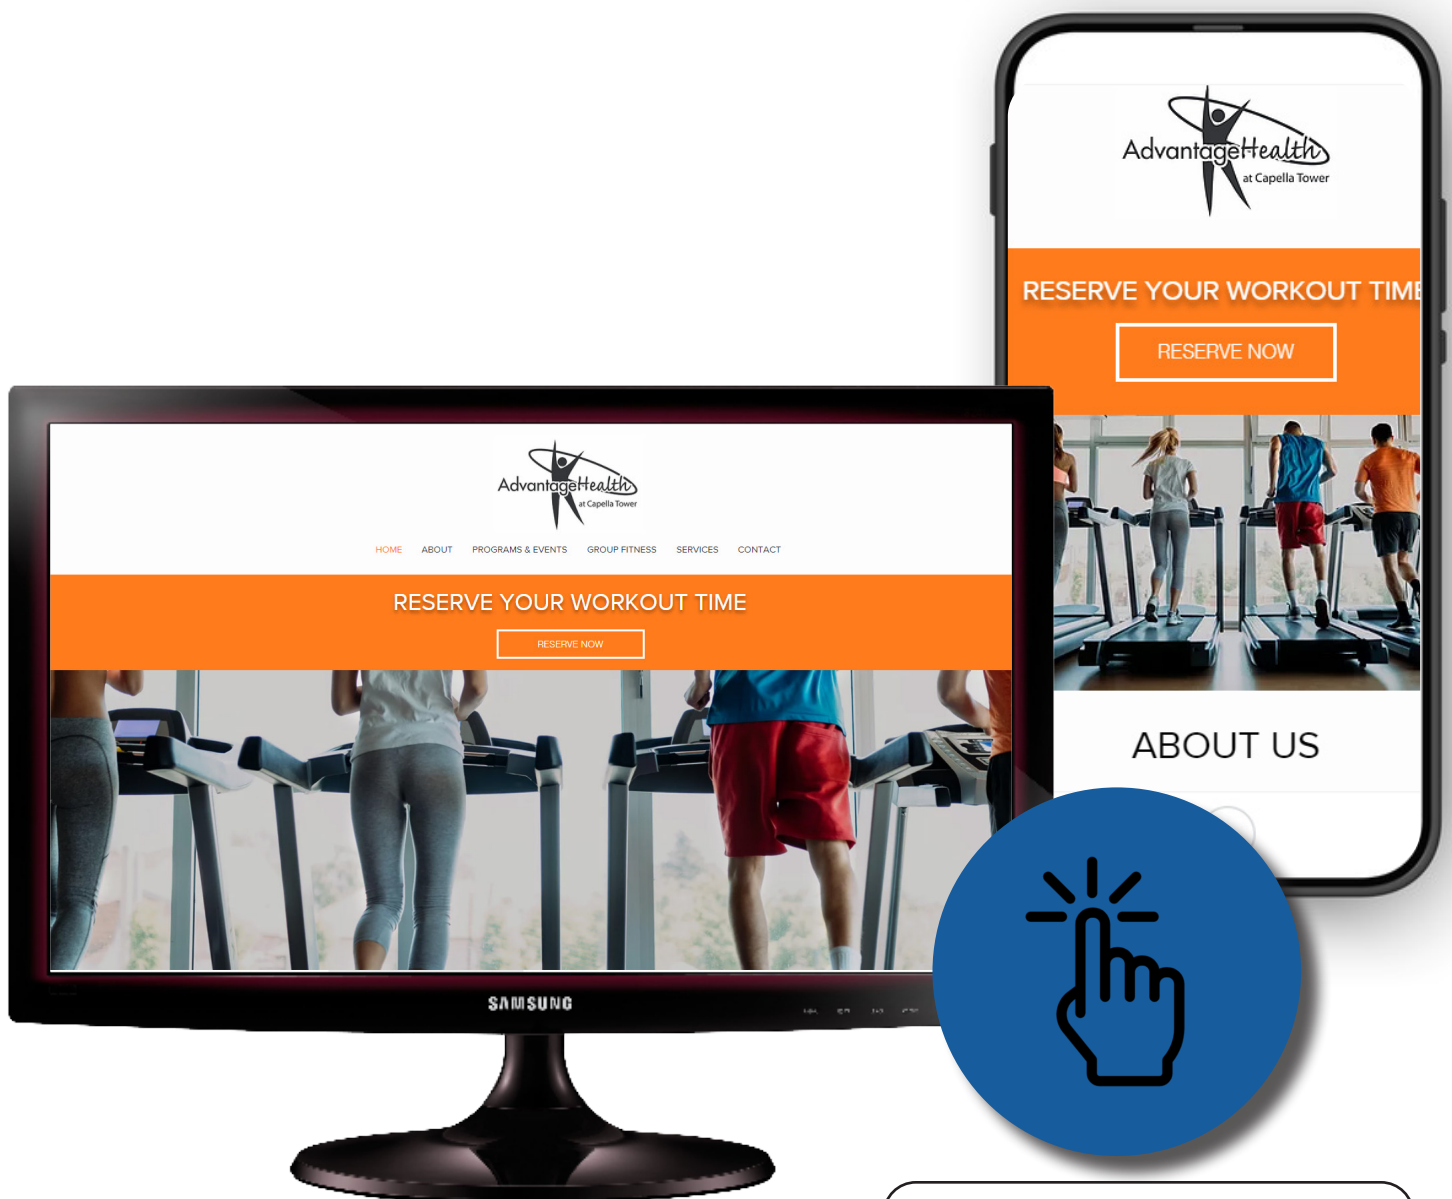 AdvantageHealth
at Capella Tower
RESERVE YOUR WORKOUT TIME
RESERVE NOW
ABOUT US
AdvantageHealth
at Capella Tower
HOME ABOUT PROGRAMS & EVENTS GROUP FITNESS SERVICES CONTACT
RESERVE YOUR WORKOUT TIME
RESERVE NOW
SAMSUNG